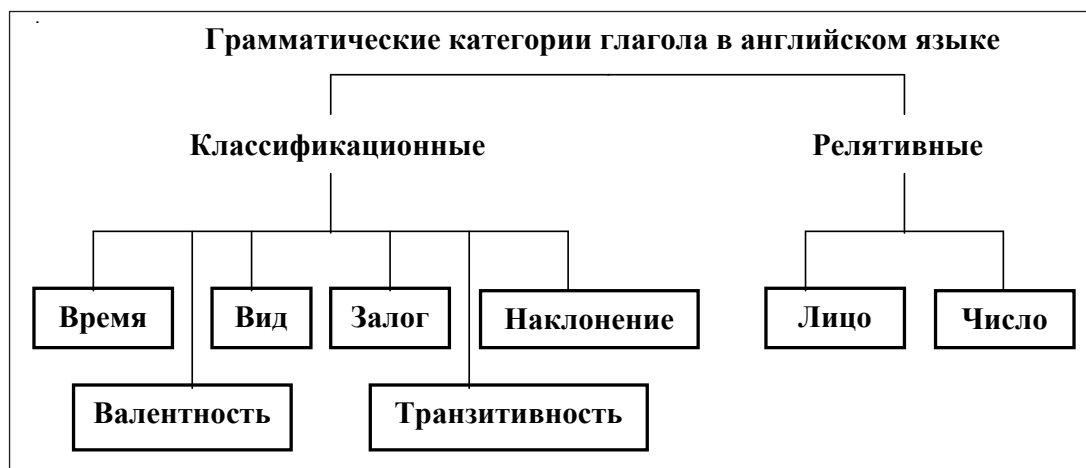 Грамматические категории глагола в английском языке
Классификационные Релятивные
Время Вид Залог Наклонение Лицо Число
Валентность Транзитивность